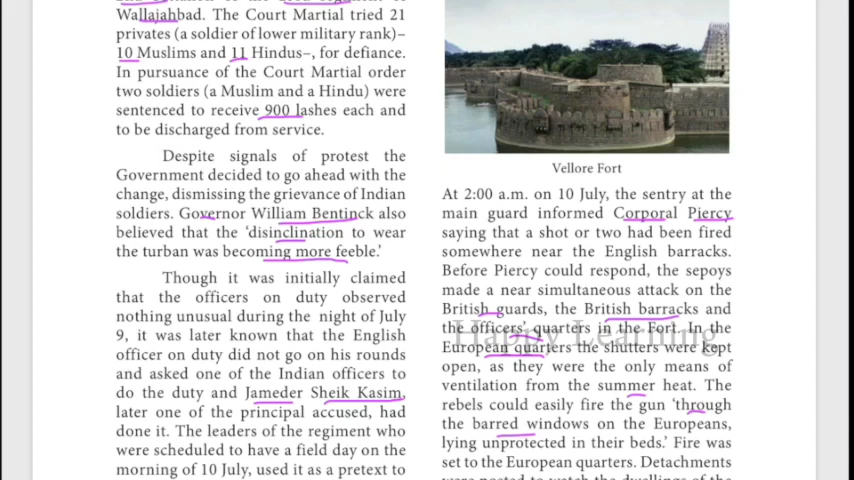 Wallajahbad. The Court Martial tried 21
privates (a soldier of lower military rank)–
10 Muslims and 11 Hindus–, for defiance.
In pursuance of the Court Martial order
two soldiers (a Muslim and a Hindu) were
sentenced to receive 900 lashes each and
to be discharged from service.
Despite signals of protest the
Government decided to go ahead with the
change, dismissing the grievance of Indian
soldiers. Governor William Bentinck also
believed that the ‘disinclination to wear
the turban was becoming more feeble.’
Though it was initially claimed
that the officers on duty observed
nothing unusual during the night of July
9, it was later known that the English
officer on duty did not go on his rounds
and asked one of the Indian officers to
do the duty and Jameder Sheik Kasim,
later one of the principal accused, had
done it. The leaders of the regiment who
were scheduled to have a field day on the
morning of 10 July, used it as a pretext to
Vellore Fort
At 2:00 a.m. on 10 July, the sentry at the
main guard informed Corporal Piercy
saying that a shot or two had been fired
somewhere near the English barracks.
Before Piercy could respond, the sepoys
made a near simultaneous attack on the
British guards, the British barracks and
the officers’ quarters in the Fort. In the
European quarters the shutters were kept
open, as they were the only means of
ventilation from the summer heat. The
rebels could easily fire the gun ‘through
the barred windows on the Europeans,
lying unprotected in their beds.’ Fire was
set to the European quarters. Detachments
were posted to watch the dwellings of the
Happy Learning